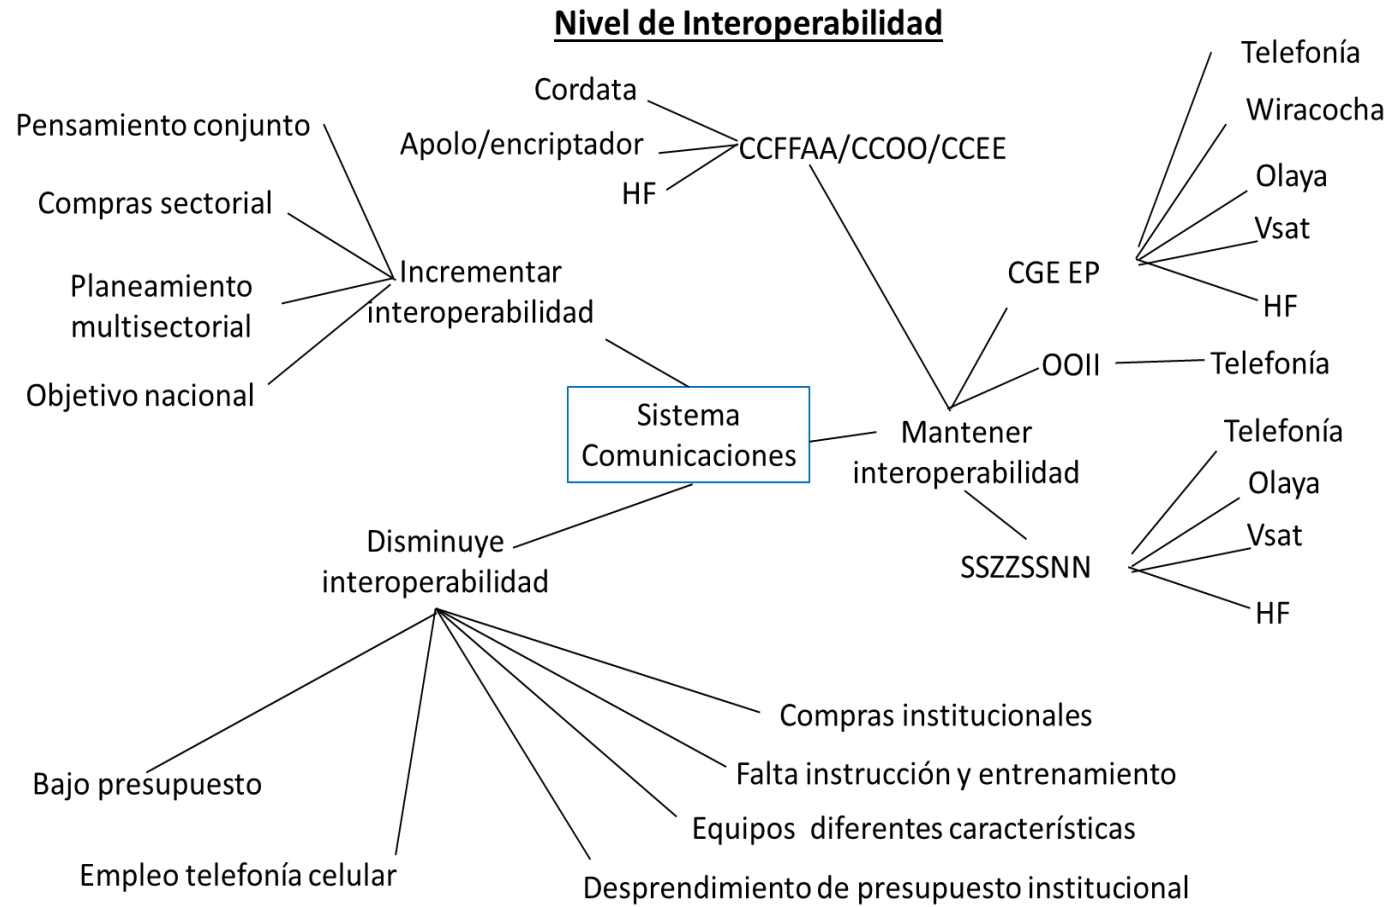 Nivel de Interoperabilidad
Cordata
Apolo/encriptador
HF
CCFFAA/CCOO/CCEE
Pensamiento conjunto
Compras sectorial
Planeamiento
multisectorial
Objetivo nacional
Incrementar
interoperabilidad
Sistema
Comunicaciones
Mantener
interoperabilidad
CGE EP
Telefonía
Wiracocha
Olaya
Vsat
HF
OOII
Telefonía
SSZZSSNN
Telefonía
Olaya
Vsat
HF
Disminuye
interoperabilidad
Bajo presupuesto
Empleo telefonía celular
Desprendimiento de presupuesto institucional
Equipos  diferentes características
Falta instrucción y entrenamiento
Compras institucionales